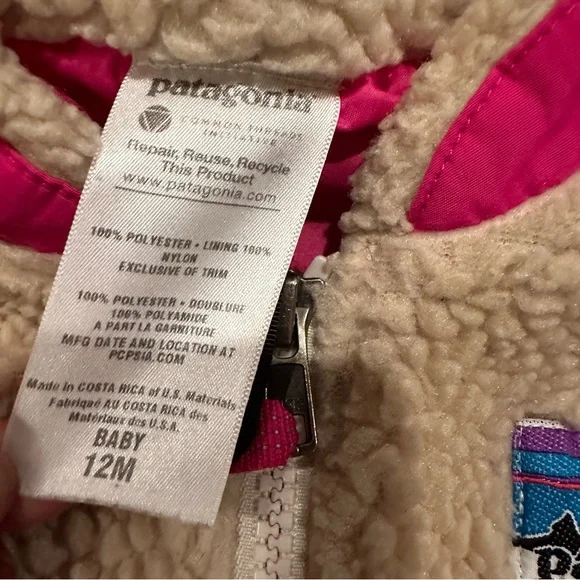 patagonia
COMMON THREADS
INITIATIVE
Repair, Reuse, Recycle
This Product
www.patagonia.com
100% POLYESTER • LINING 100%
NYLON
EXCLUSIVE OF TRIM
100% POLYESTER • DOUBLURE
100% POLYAMIDE
A PART LA GARNITURE
MFG DATE AND LOCATION AT
PCPSIA.COM
Made in COSTA RICA of U.S. Materials
Fabriqué AU COSTA RICA des
Matériaux des U.S.A.
BABY
12M